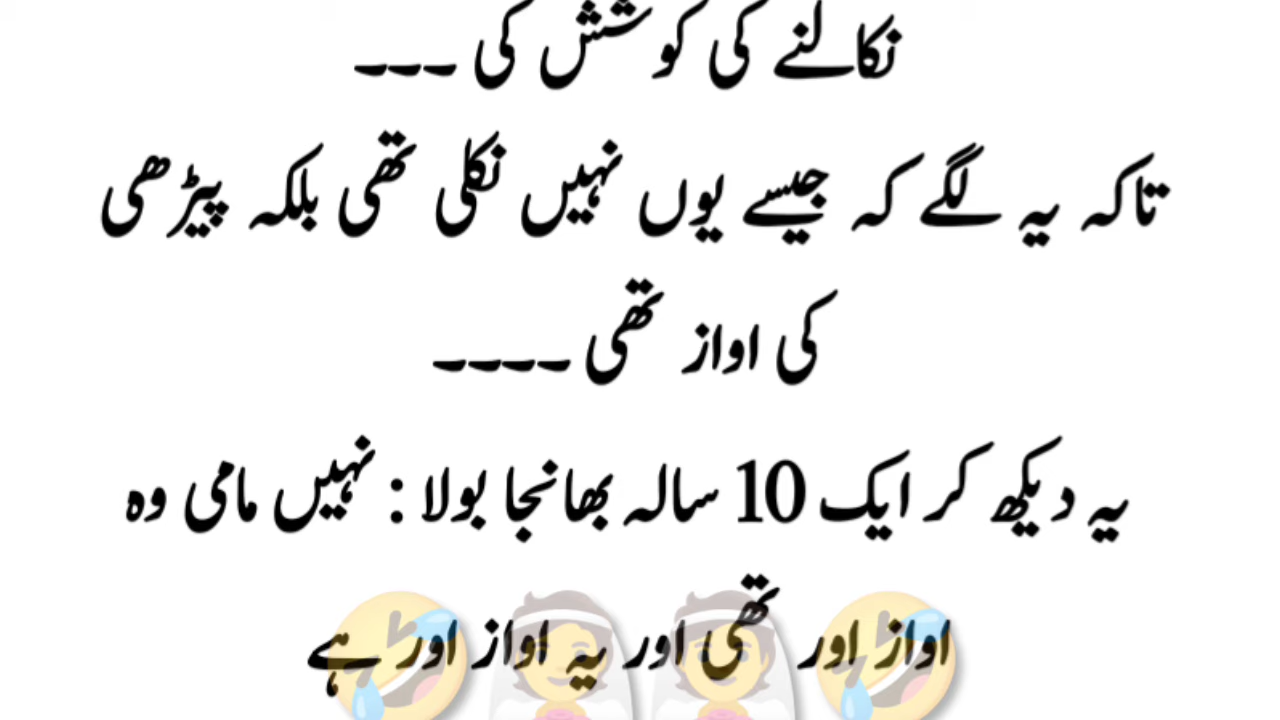 نکالنے کی کوشش کی ۔۔۔
تاکہ یہ لگے کہ جیسے یوں نہیں نکلی تھی بلکہ پیڑھی
کی اواز تھی ۔۔۔۔
یہ دیکھ کر ایک 10 سالہ بھانجا بولا : نہیں مامی وہ
اواز اور تھی اور یہ اواز اور ہے